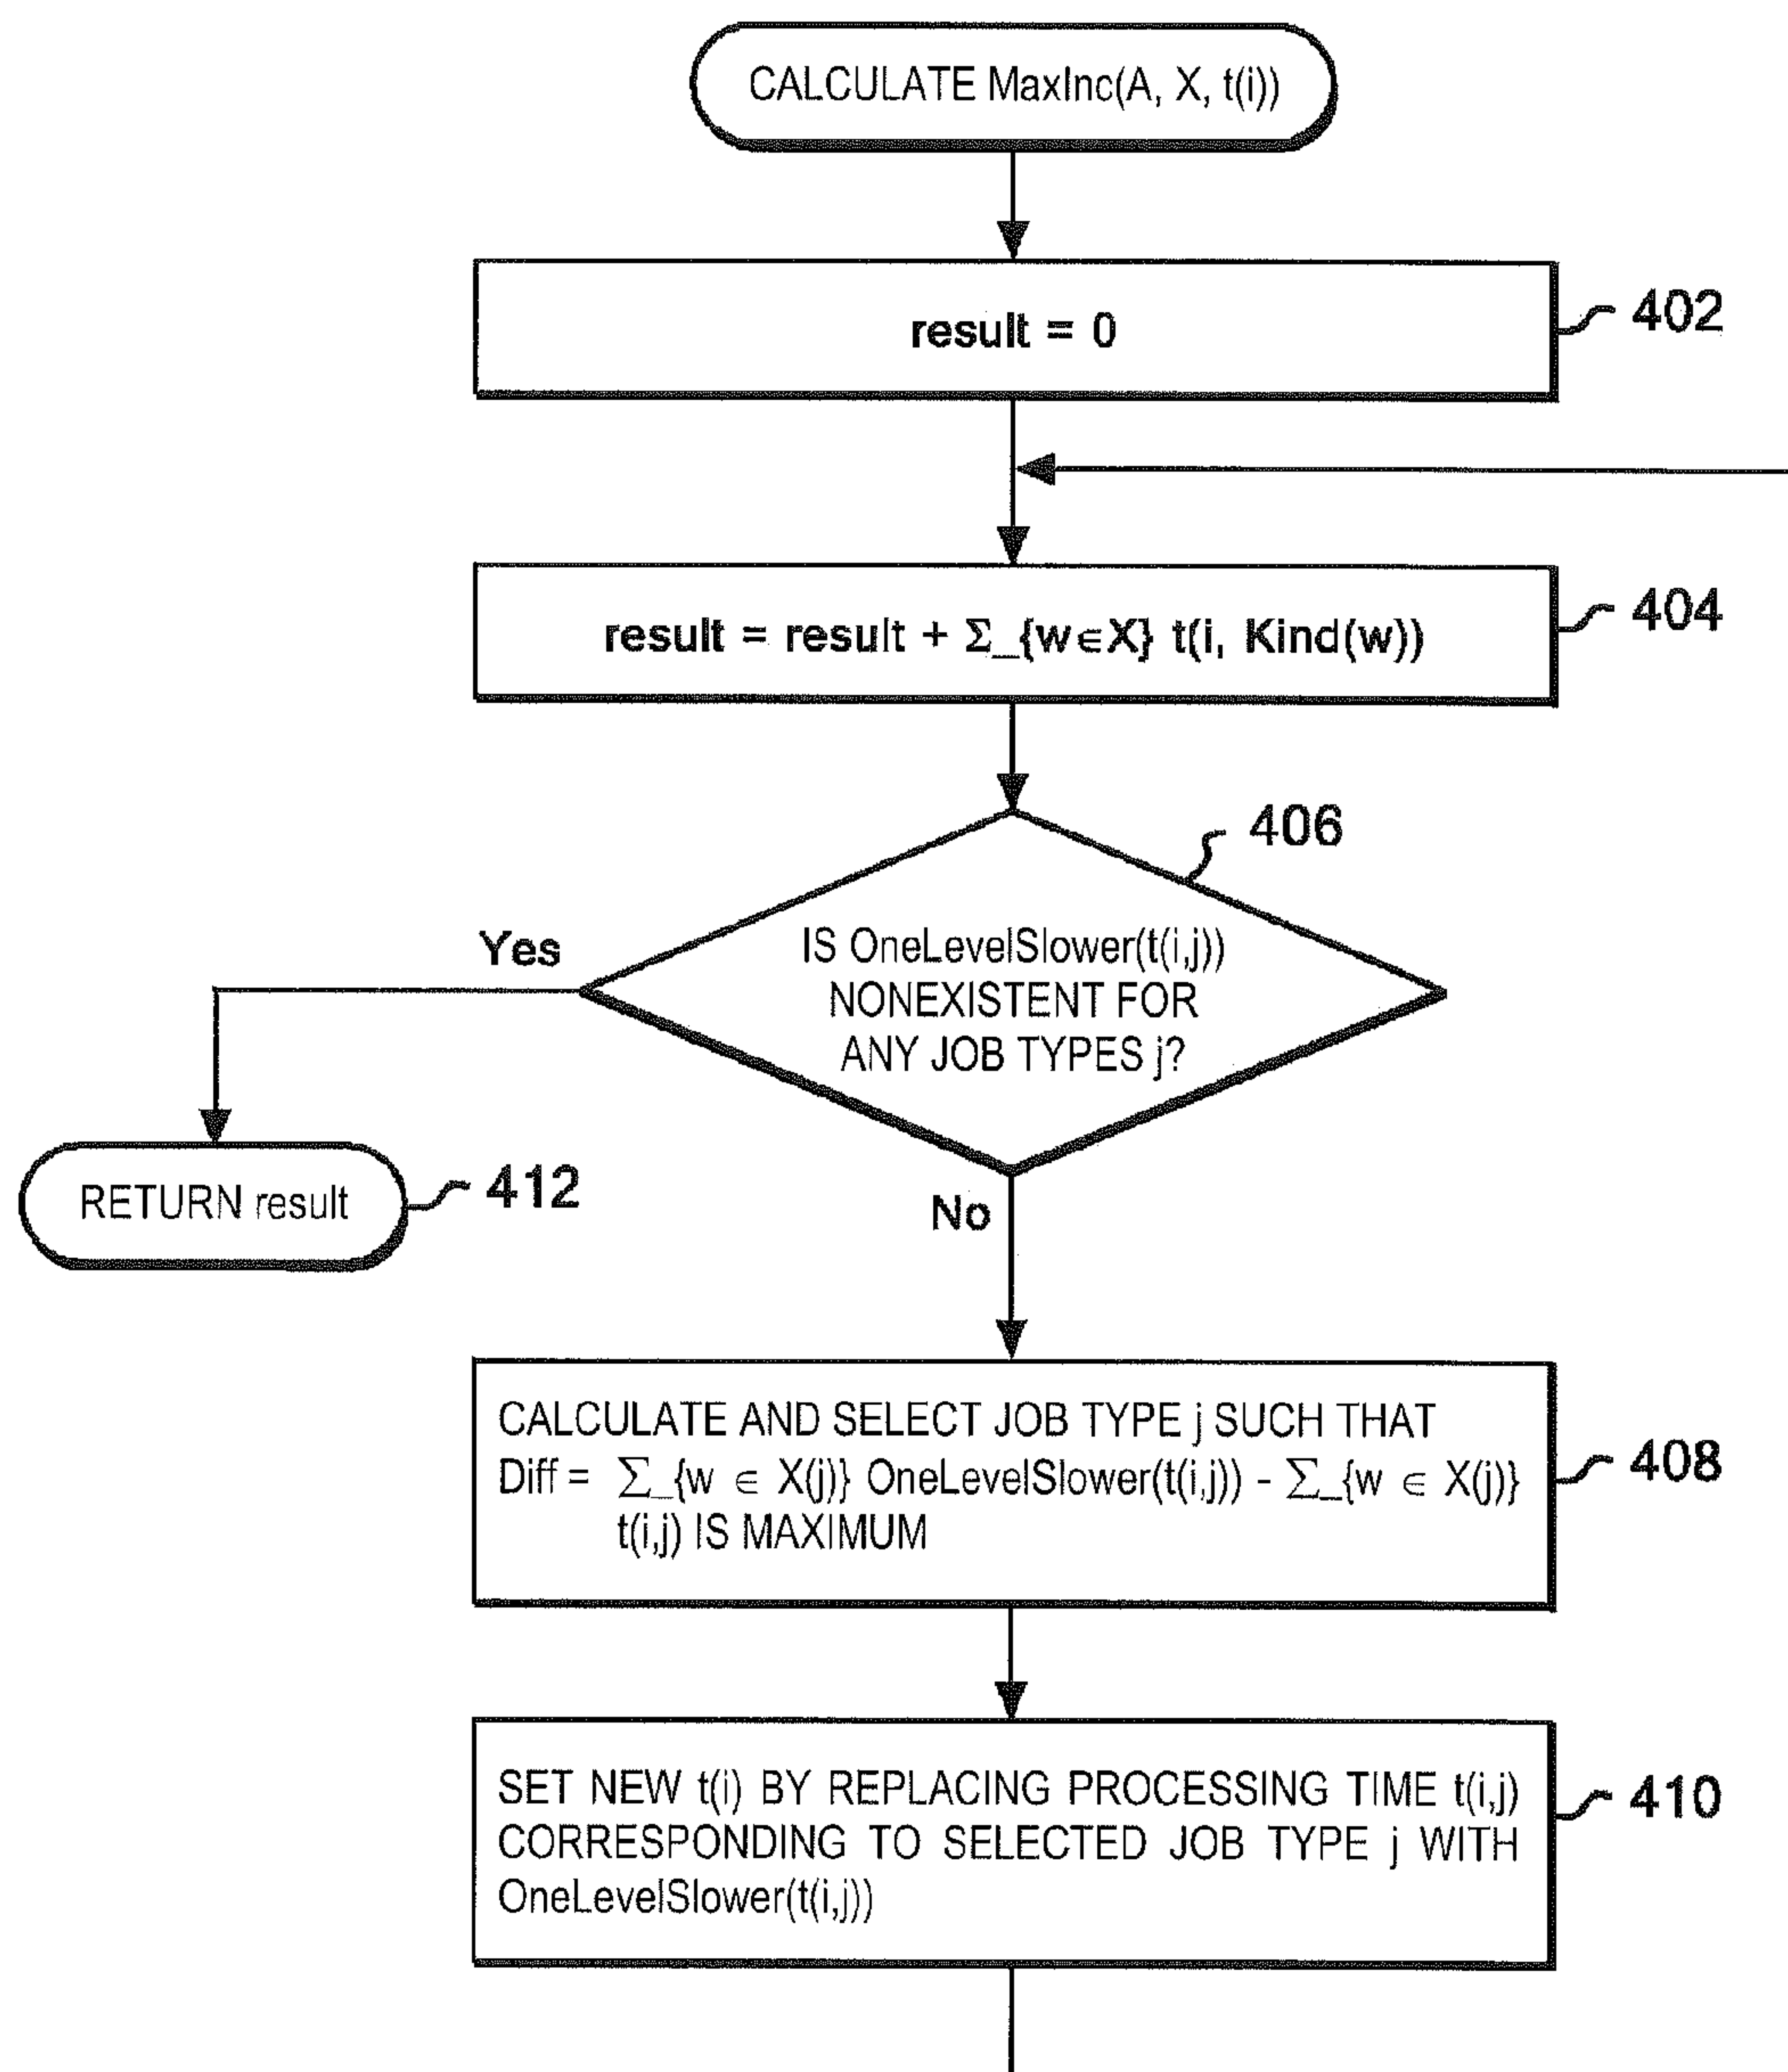 CALCULATE MaxInc(A, X, t(i))
result = 0
402
result = result + Σ_{w∈X} t(i, Kind(w))
404
406
IS OneLevelSlower(t(i,j))
NONEXISTENT FOR
ANY JOB TYPES j?
Yes
RETURN result
412
No
CALCULATE AND SELECT JOB TYPE j SUCH THAT
Diff = ∑_{w ∈ X(j)} OneLevelSlower(t(i,j)) - ∑_{w ∈ X(j)}
t(i,j) IS MAXIMUM
408
SET NEW t(i) BY REPLACING PROCESSING TIME t(i,j)
CORRESPONDING TO SELECTED JOB TYPE j WITH
OneLevelSlower(t(i,j))
410